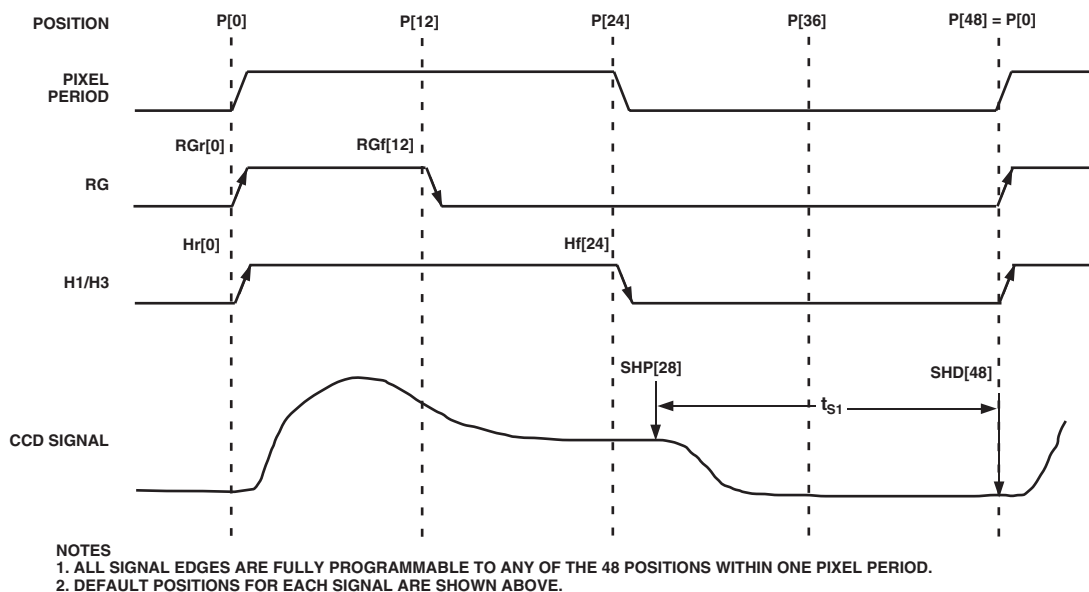 POSITION P[0] P[12] P[24] P[36] P[48] = P[0]
PIXEL
PERIOD
RGr[0] RGf[12]
RG
Hr[0] Hf[24]
H1/H3
SHP[28] SHD[48]
tS1
CCD SIGNAL
NOTES
1. ALL SIGNAL EDGES ARE FULLY PROGRAMMABLE TO ANY OF THE 48 POSITIONS WITHIN ONE PIXEL PERIOD.
2. DEFAULT POSITIONS FOR EACH SIGNAL ARE SHOWN ABOVE.